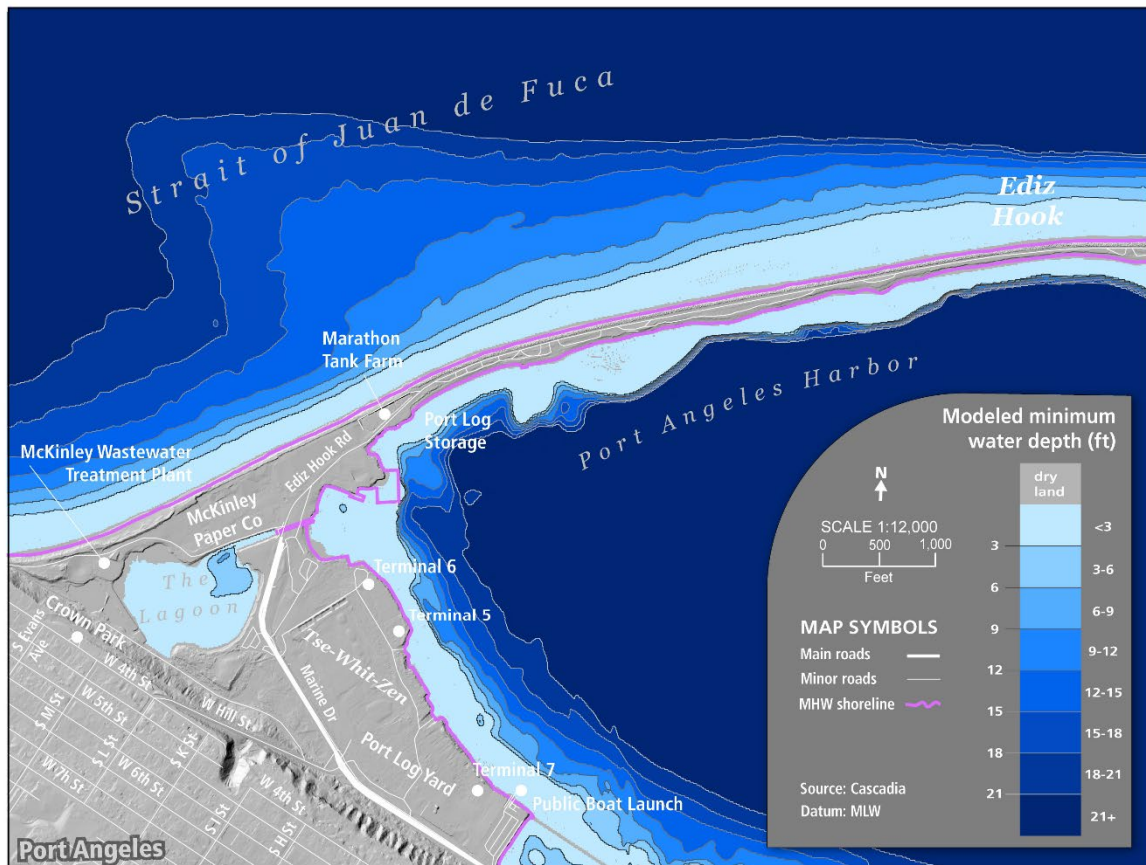 Strait of Juan de Fuca
Ediz
Hook
Marathon
Tank Farm
Port Log
Storage
Port Angeles Harbor
McKinley Wastewater
Treatment Plant
Ediz Hook Rd
McKinley
Paper Co
The
Lagoon
Terminal 6
Terminal 5
Tse-Whit-Zen
Marine Dr
Crown Park
S Evans
Ave
W 4th St
W Hill St
W 5th St
S M St
S L St
S K St
W 6th St
W 4th St
W 7th St
S I St
S H St
Port Log Yard
Terminal 7
Public Boat Launch
Port Angeles
Modeled minimum
water depth (ft)
N
SCALE 1:12,000
0 500 1,000
Feet
MAP SYMBOLS
Main roads
Minor roads
MHW shoreline
Source: Cascadia
Datum: MLW
dry
land
<3
3
3-6
6
6-9
9
9-12
12
12-15
15
15-18
18
18-21
21
21+